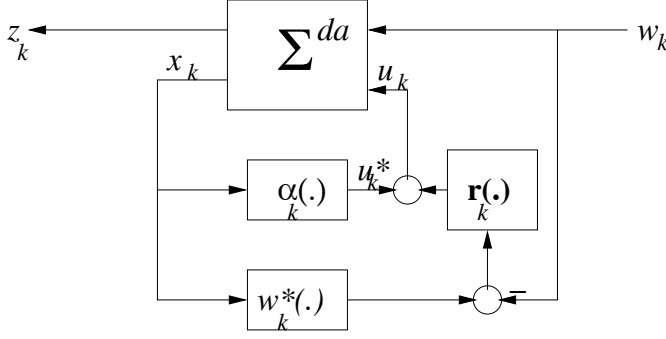 z_k
Σ^{da}
w_k
x_k
u_k
α_k(.)
u_k^*
r_k(.)
w_k^*(.)
−